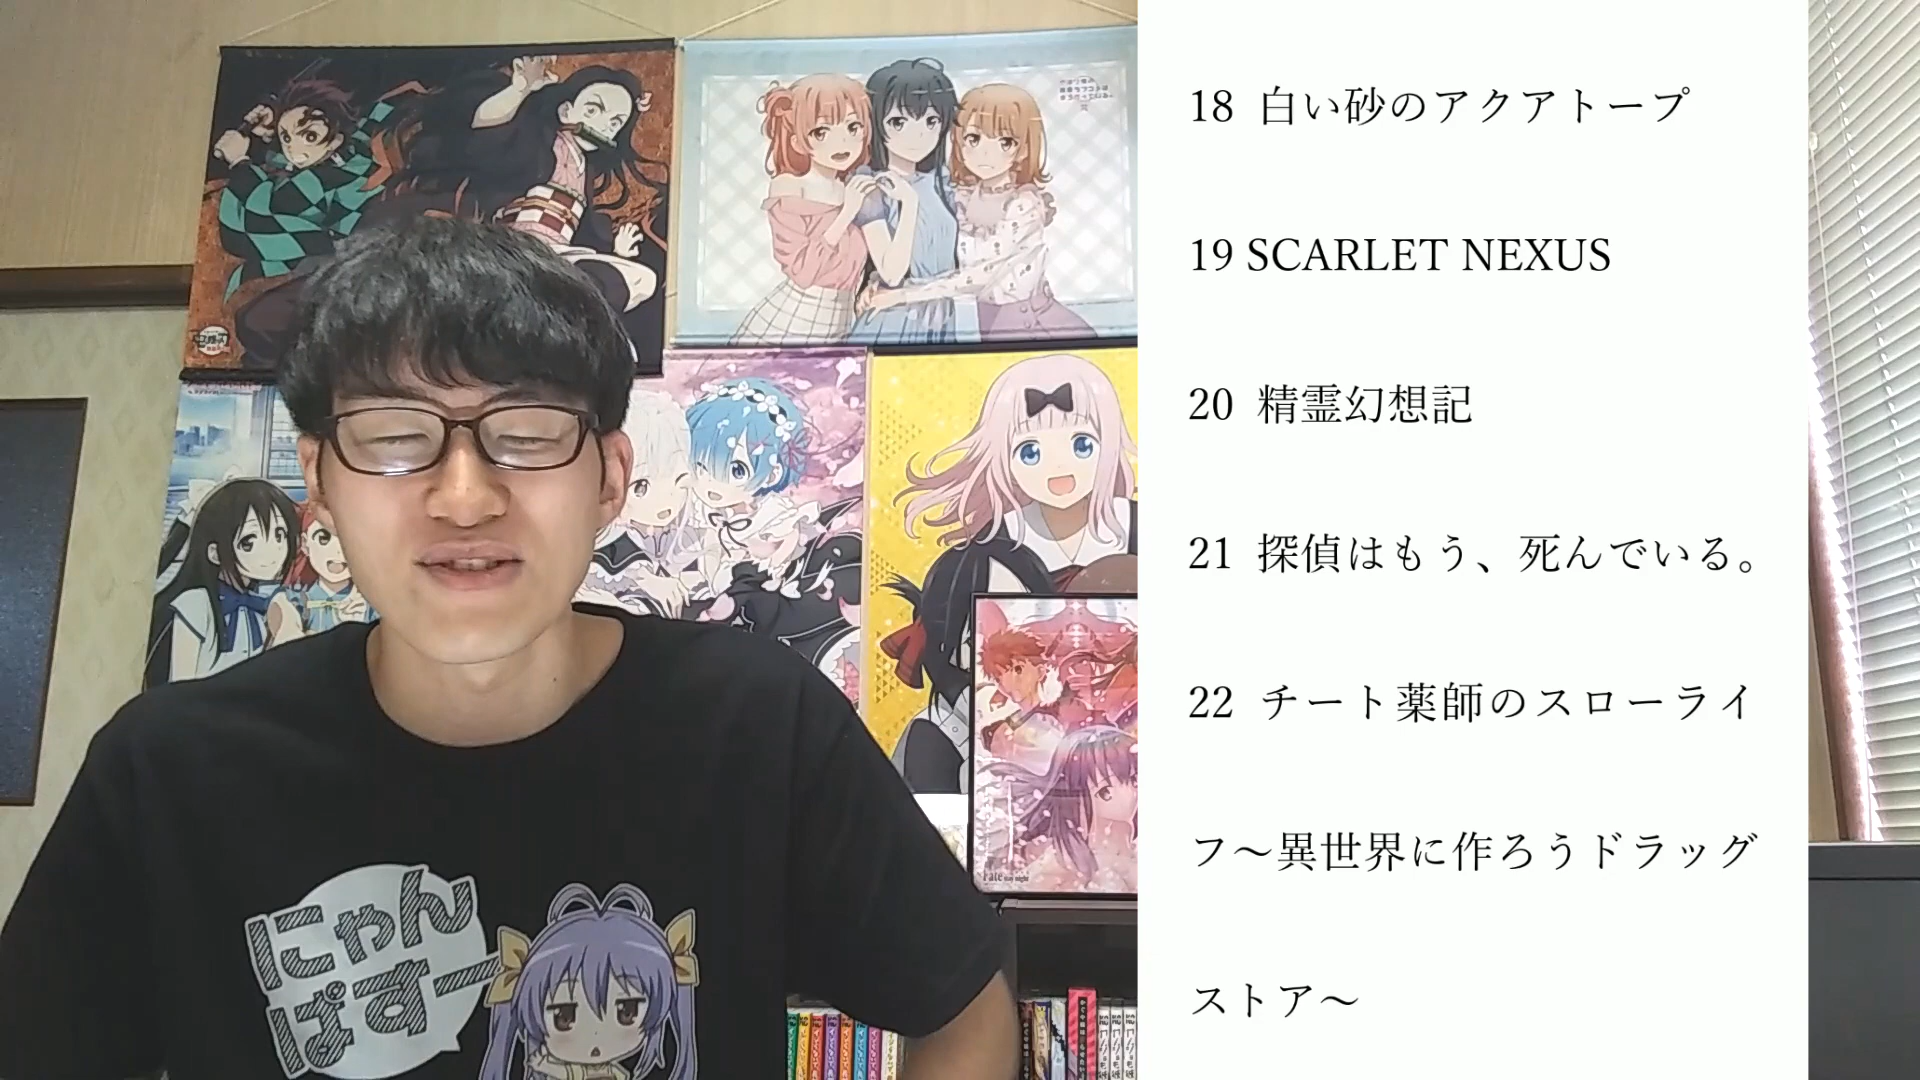 18 白い砂のアクアトープ
19 SCARLET NEXUS
20 精霊幻想記
21 探偵はもう、死んでいる。
22 チート薬師のスローライ
フ～異世界に作ろうドラッグ
ストア～
にゃん
ぱすー
Fate stay night